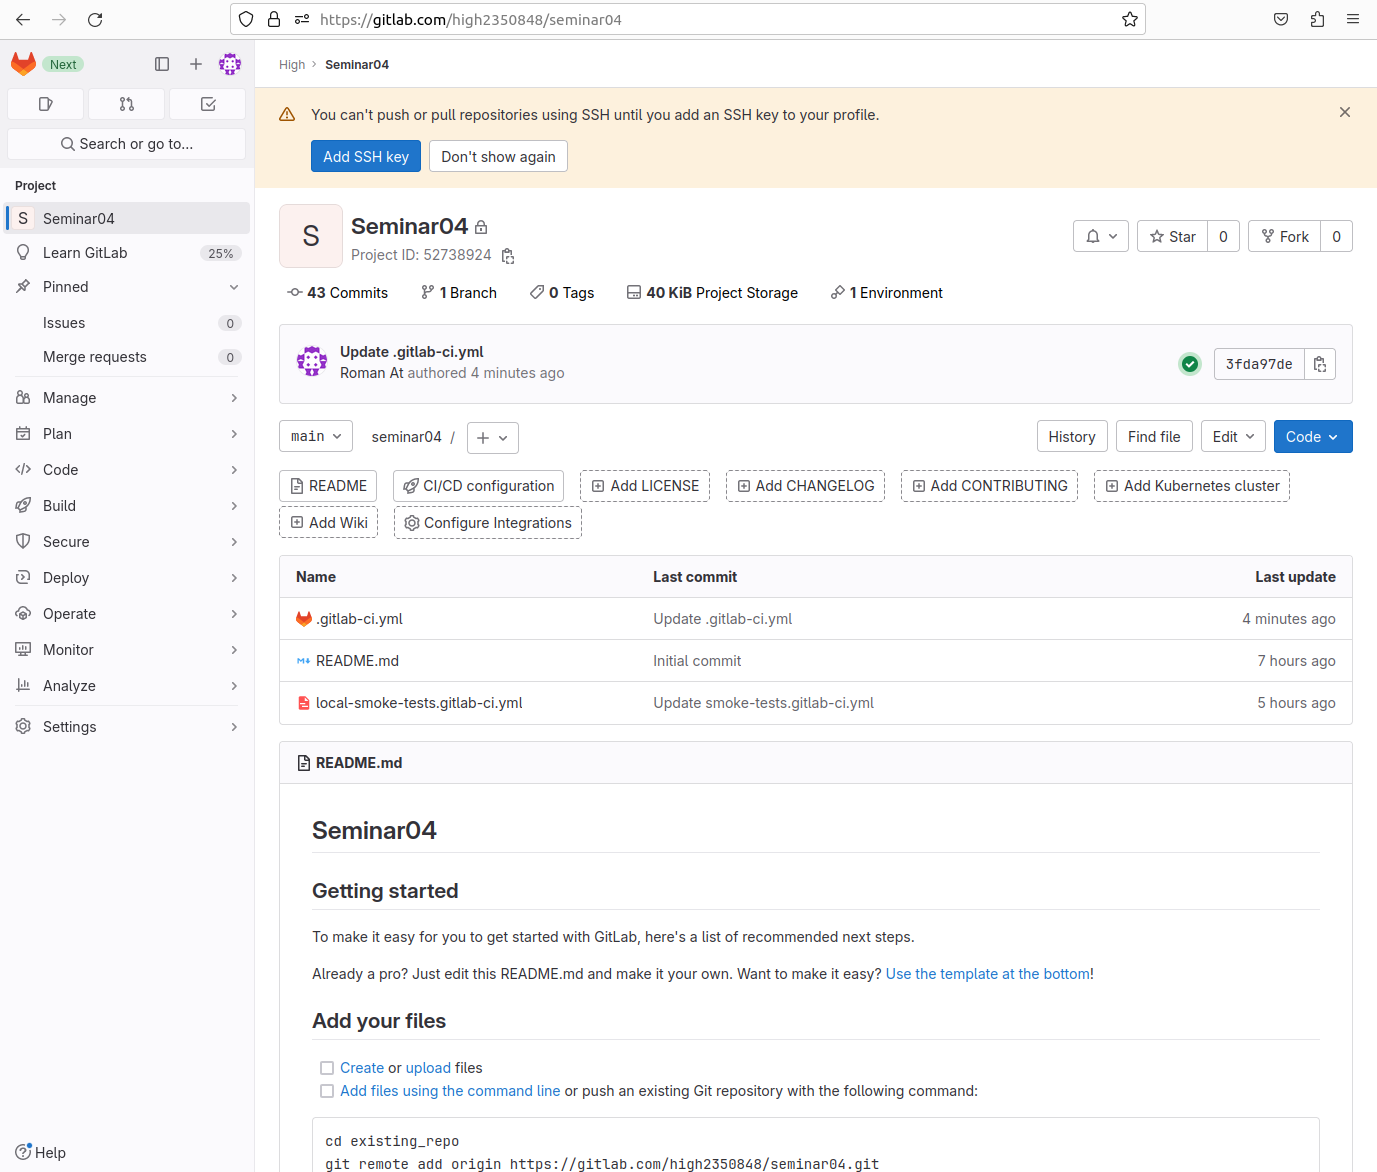 https://gitlab.com/high2350848/seminar04
Next
High › Seminar04
You can't push or pull repositories using SSH until you add an SSH key to your profile.
Add SSH key
Don't show again
Search or go to...
Project
S Seminar04
Learn GitLab 25%
Pinned
Issues 0
Merge requests 0
Manage
Plan
Code
Build
Secure
Deploy
Operate
Monitor
Analyze
Settings
Help
S
Seminar04
Project ID: 52738924
Star 0
Fork 0
43 Commits
1 Branch
0 Tags
40 KiB Project Storage
1 Environment
Update .gitlab-ci.yml
Roman At authored 4 minutes ago
3fda97de
main
seminar04 /
History
Find file
Edit
Code
README
CI/CD configuration
Add LICENSE
Add CHANGELOG
Add CONTRIBUTING
Add Kubernetes cluster
Add Wiki
Configure Integrations
Name Last commit Last update
.gitlab-ci.yml Update .gitlab-ci.yml 4 minutes ago
README.md Initial commit 7 hours ago
local-smoke-tests.gitlab-ci.yml Update smoke-tests.gitlab-ci.yml 5 hours ago
README.md
Seminar04
Getting started
To make it easy for you to get started with GitLab, here's a list of recommended next steps.
Already a pro? Just edit this README.md and make it your own. Want to make it easy? Use the template at the bottom!
Add your files
Create or upload files
Add files using the command line or push an existing Git repository with the following command:
cd existing_repo
git remote add origin https://gitlab.com/high2350848/seminar04.git